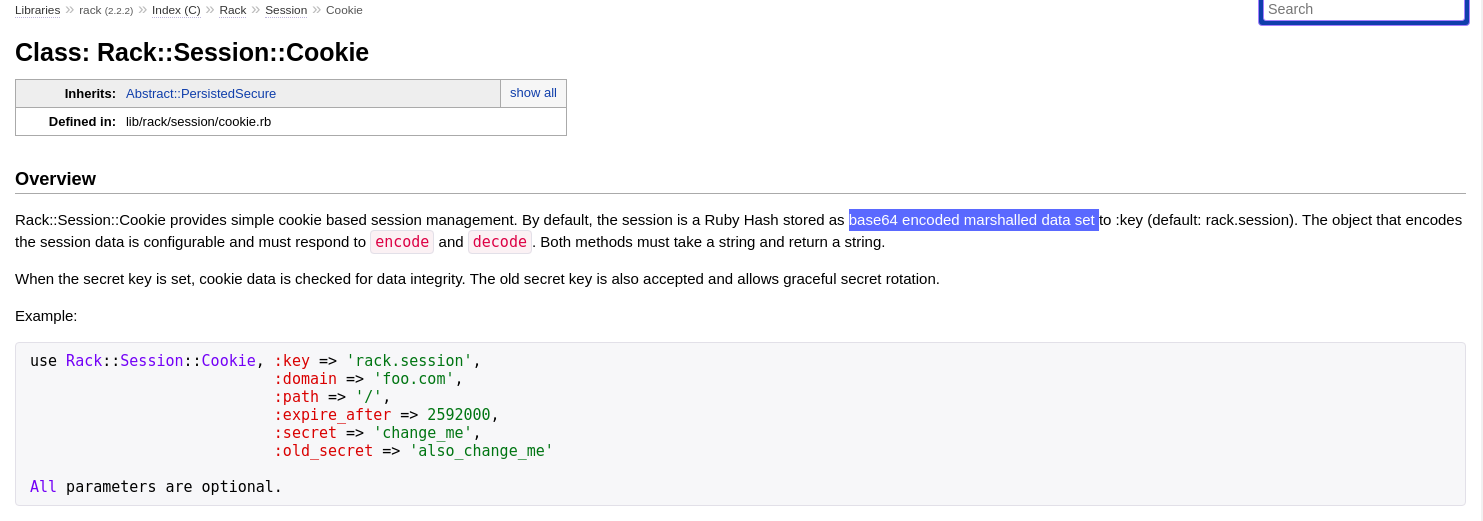 Libraries » rack (2.2.2) » Index (C) » Rack » Session » Cookie
Search
Class: Rack::Session::Cookie
Inherits: Abstract::PersistedSecure show all
Defined in: lib/rack/session/cookie.rb
Overview
Rack::Session::Cookie provides simple cookie based session management. By default, the session is a Ruby Hash stored as base64 encoded marshalled data set to :key (default: rack.session). The object that encodes
the session data is configurable and must respond to encode and decode. Both methods must take a string and return a string.
When the secret key is set, cookie data is checked for data integrity. The old secret key is also accepted and allows graceful secret rotation.
Example:
use Rack::Session::Cookie, :key => 'rack.session',
:domain => 'foo.com',
:path => '/',
:expire_after => 2592000,
:secret => 'change_me',
:old_secret => 'also_change_me'
All parameters are optional.